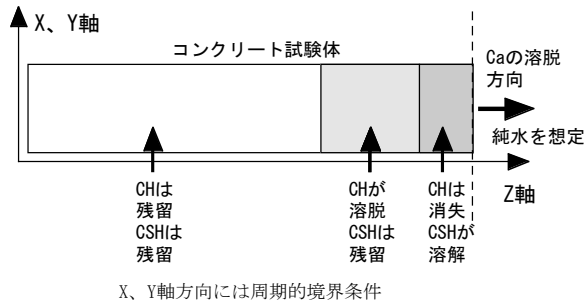 X、Y軸
コンクリート試験体
Caの溶脱
方向
純水を想定
Z軸
CHは
残留
CSHは
残留
CHが
溶脱
CSHは
残留
CHは
消失
CSHが
溶解
X、Y軸方向には周期的境界条件